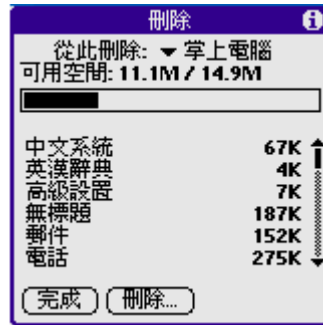 刪除
從此刪除: 掌上電腦
可用空間: 11.1M / 14.9M
中文系統 67K
英漢辭典 4K
高級設置 7K
無標題 187K
郵件 152K
電話 275K
完成 刪除...